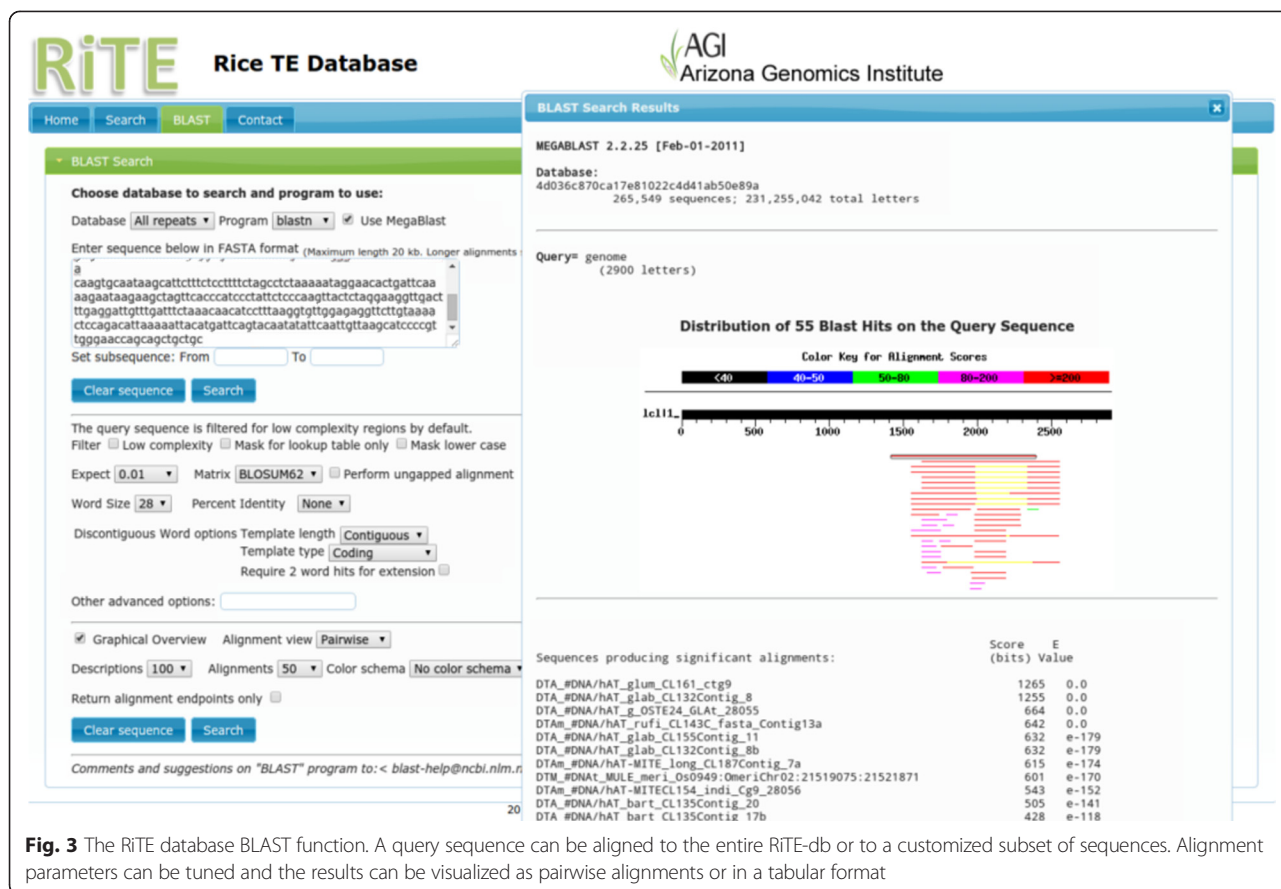 RiTE
Rice TE Database
AGI
Arizona Genomics Institute
Home Search BLAST Contact
BLAST Search
Choose database to search and program to use:
Database All repeats Program blastn Use MegaBlast
Enter sequence below in FASTA format (Maximum length 20 kb. Longer alignments
a
caagtgcaataagcattctttctccttttctagcctctaaaaataggaacactgattcaa
aagaataagaagctagttcacccatccctattctcccaagttactctaggaaggttgact
ttgaggattgtttgatttctaaacaacatcctttaaggtgttggagaggttcttgtaaaa
ctccagacattaaaaattacatgattcagtacaatatattcaattgttaagcatccccgt
tgggaaccagcagctgctgc
Set subsequence: From To
Clear sequence Search
The query sequence is filtered for low complexity regions by default.
Filter Low complexity Mask for lookup table only Mask lower case
Expect 0.01 Matrix BLOSUM62 Perform ungapped alignment
Word Size 28 Percent Identity None
Discontiguous Word options Template length Contiguous
Template type Coding
Require 2 word hits for extension
Other advanced options:
Graphical Overview Alignment view Pairwise
Descriptions 100 Alignments 50 Color schema No color schema
Return alignment endpoints only
Clear sequence Search
Comments and suggestions on "BLAST" program to:< blast-help@ncbi.nlm.n
20
BLAST Search Results
MEGABLAST 2.2.25 [Feb-01-2011]
Database:
4d036c870ca17e81022c4d41ab50e89a
265,549 sequences; 231,255,042 total letters
Query= genome
(2900 letters)
Distribution of 55 Blast Hits on the Query Sequence
Color Key for Alignment Scores
<40 40-50 50-80 80-200 >=200
lcl|1_
0 500 1000 1500 2000 2500
Score E
Sequences producing significant alignments: (bits) Value
DTA_#DNA/hAT_glum_CL161_ctg9 1265 0.0
DTA_#DNA/hAT_glab_CL132Contig_8 1255 0.0
DTA_#DNA/hAT_g_OSTE24_GLAt_28055 664 0.0
DTAm_#DNA/hAT_rufi_CL143C_fasta_Contig13a 642 0.0
DTA_#DNA/hAT_glab_CL155Contig_11 632 e-179
DTA_#DNA/hAT_glab_CL132Contig_8b 632 e-179
DTAm_#DNA/hAT-MITE_long_CL187Contig_7a 615 e-174
DTM_#DNAt_MULE_meri_Os0949:OmeriChr02:21519075:21521871 601 e-170
DTAm_#DNA/hAT-MITECL154_indi_Cg9_28056 543 e-152
DTA_#DNA/hAT_bart_CL135Contig_20 505 e-141
DTA_#DNA/hAT_bart_CL135Contig_17b 428 e-118
Fig. 3 The RiTE database BLAST function. A query sequence can be aligned to the entire RiTE-db or to a customized subset of sequences. Alignment
parameters can be tuned and the results can be visualized as pairwise alignments or in a tabular format